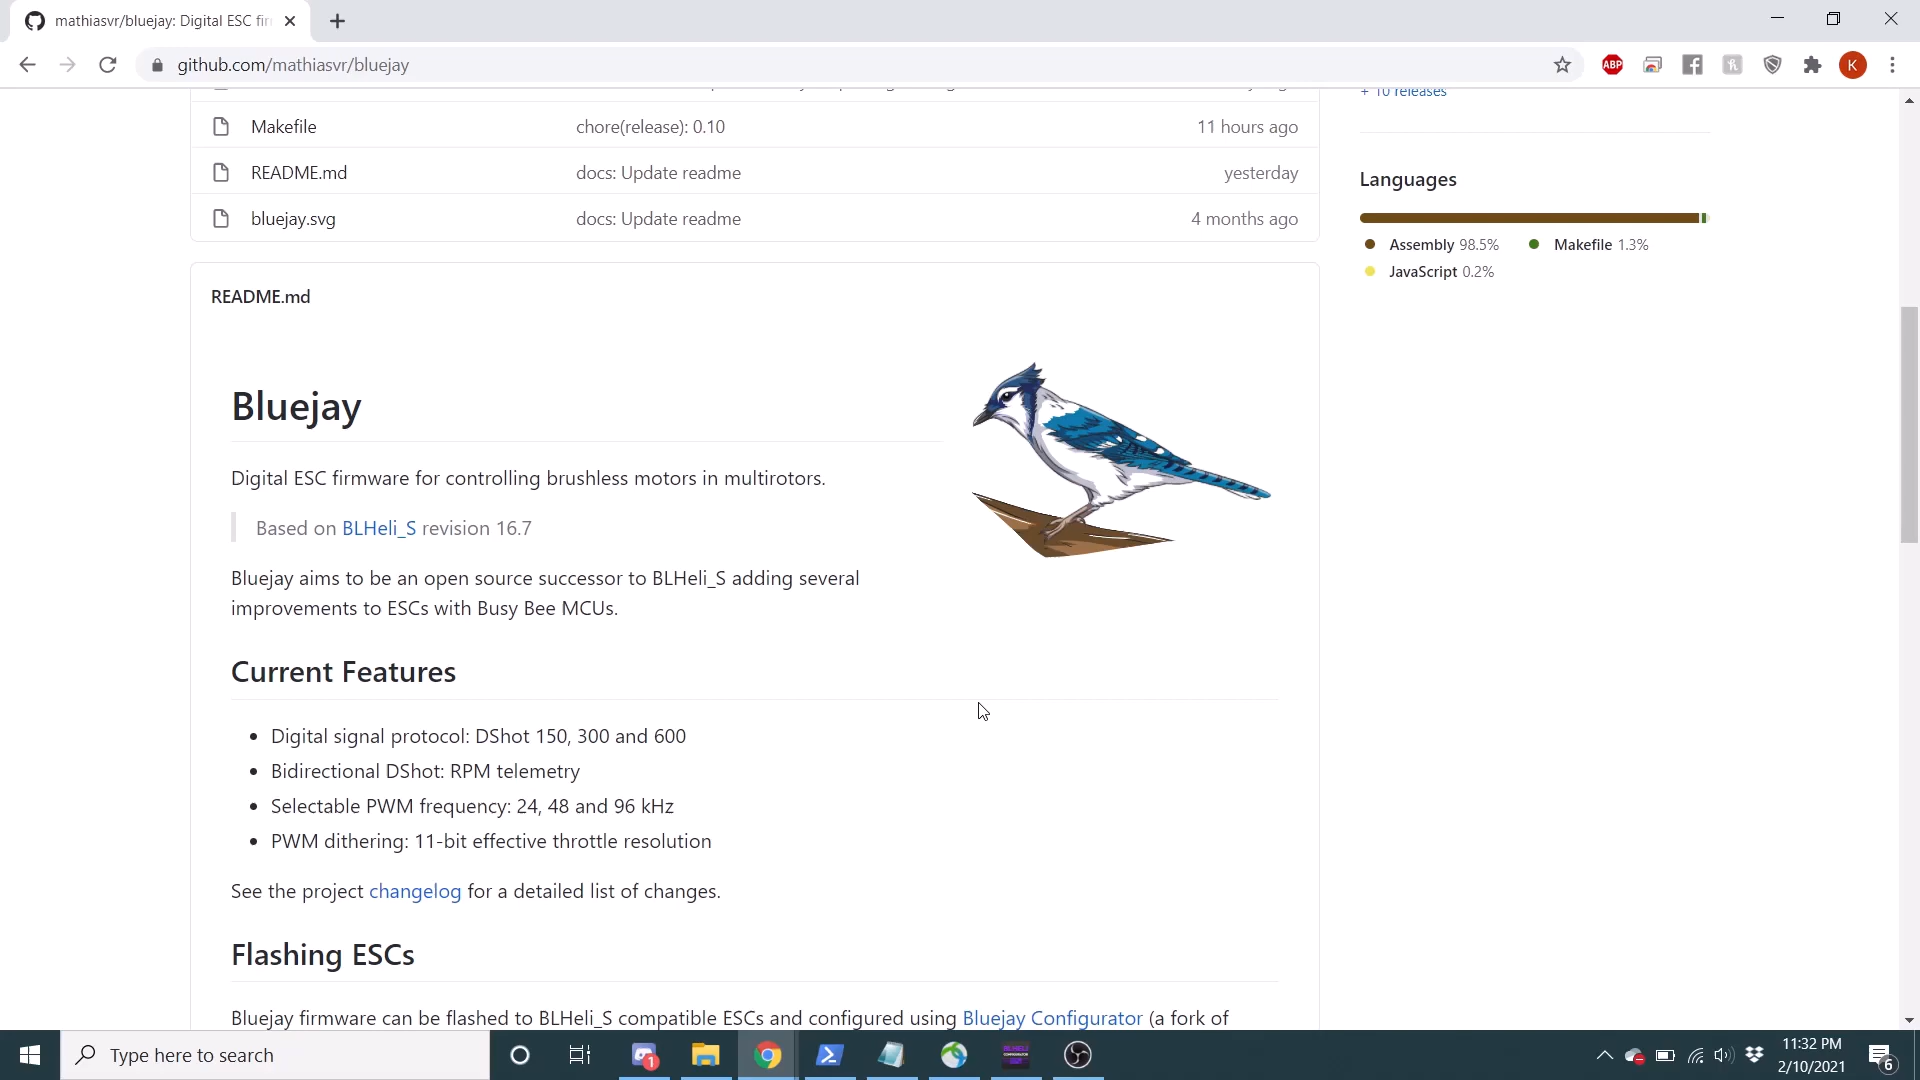 mathiasvr/bluejay: Digital ESC fir
github.com/mathiasvr/bluejay
ABP
K
+ 10 releases
Makefile chore(release): 0.10 11 hours ago
README.md docs: Update readme yesterday
bluejay.svg docs: Update readme 4 months ago
Languages
Assembly 98.5% Makefile 1.3%
JavaScript 0.2%
README.md
Bluejay
Digital ESC firmware for controlling brushless motors in multirotors.
Based on BLHeli_S revision 16.7
Bluejay aims to be an open source successor to BLHeli_S adding several
improvements to ESCs with Busy Bee MCUs.
Current Features
• Digital signal protocol: DShot 150, 300 and 600
• Bidirectional DShot: RPM telemetry
• Selectable PWM frequency: 24, 48 and 96 kHz
• PWM dithering: 11-bit effective throttle resolution
See the project changelog for a detailed list of changes.
Flashing ESCs
Bluejay firmware can be flashed to BLHeli_S compatible ESCs and configured using Bluejay Configurator (a fork of
Type here to search
1
11:32 PM
2/10/2021
6